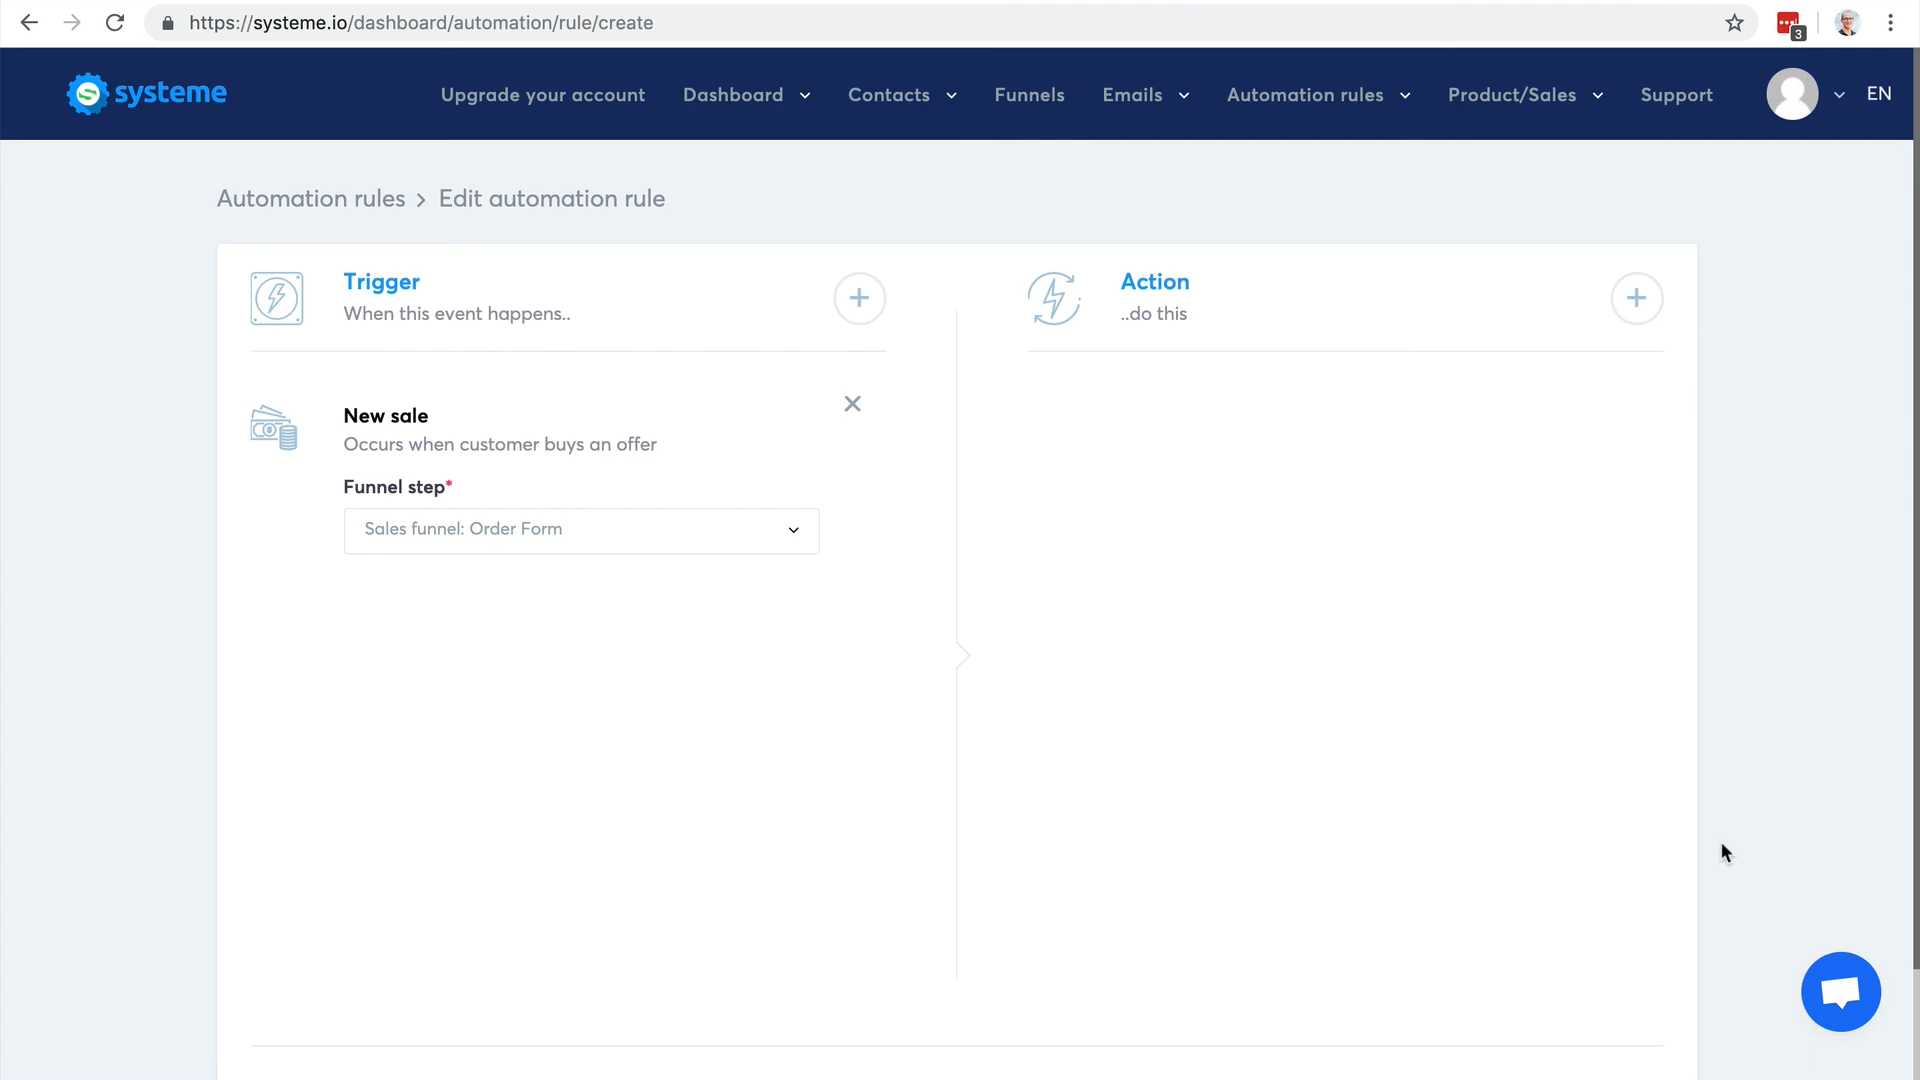 https://systeme.io/dashboard/automation/rule/create
3
systeme
Upgrade your account
Dashboard
Contacts
Funnels
Emails
Automation rules
Product/Sales
Support
EN
Automation rules > Edit automation rule
Trigger
When this event happens..
Action
..do this
New sale
Occurs when customer buys an offer
Funnel step*
Sales funnel: Order Form